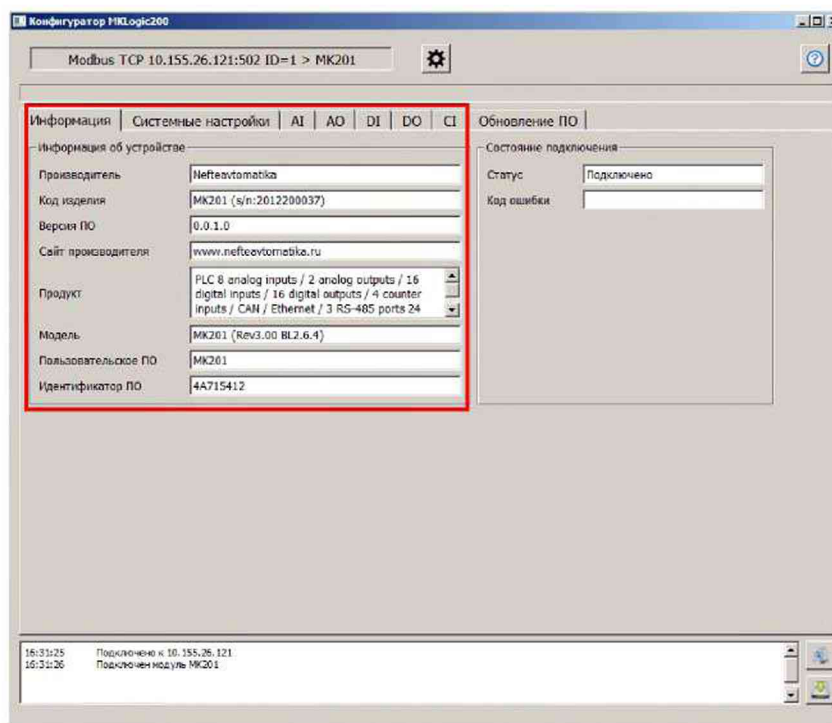 Конфигуратор MKLogic200
Modbus TCP 10.155.26.121:502 ID=1 > MK201
Информация Системные настройки AI AO DI DO CI Обновление ПО
Информация об устройстве
Производитель Nefteavtomatika
Код изделия MK201 (s/n:2012200037)
Версия ПО 0.0.1.0
Сайт производителя www.nefteavtomatika.ru
Продукт
PLC 8 analog inputs / 2 analog outputs / 16
digital inputs / 16 digital outputs / 4 counter
inputs / CAN / Ethernet / 3 RS-485 ports 24
Модель MK201 (Rev3.00 BL2.6.4)
Пользовательское ПО MK201
Идентификатор ПО 4A715412
Состояние подключения
Статус Подключено
Код ошибки
16:31:25 Подключено к 10.155.26.121
16:31:26 Подключен модуль MK201